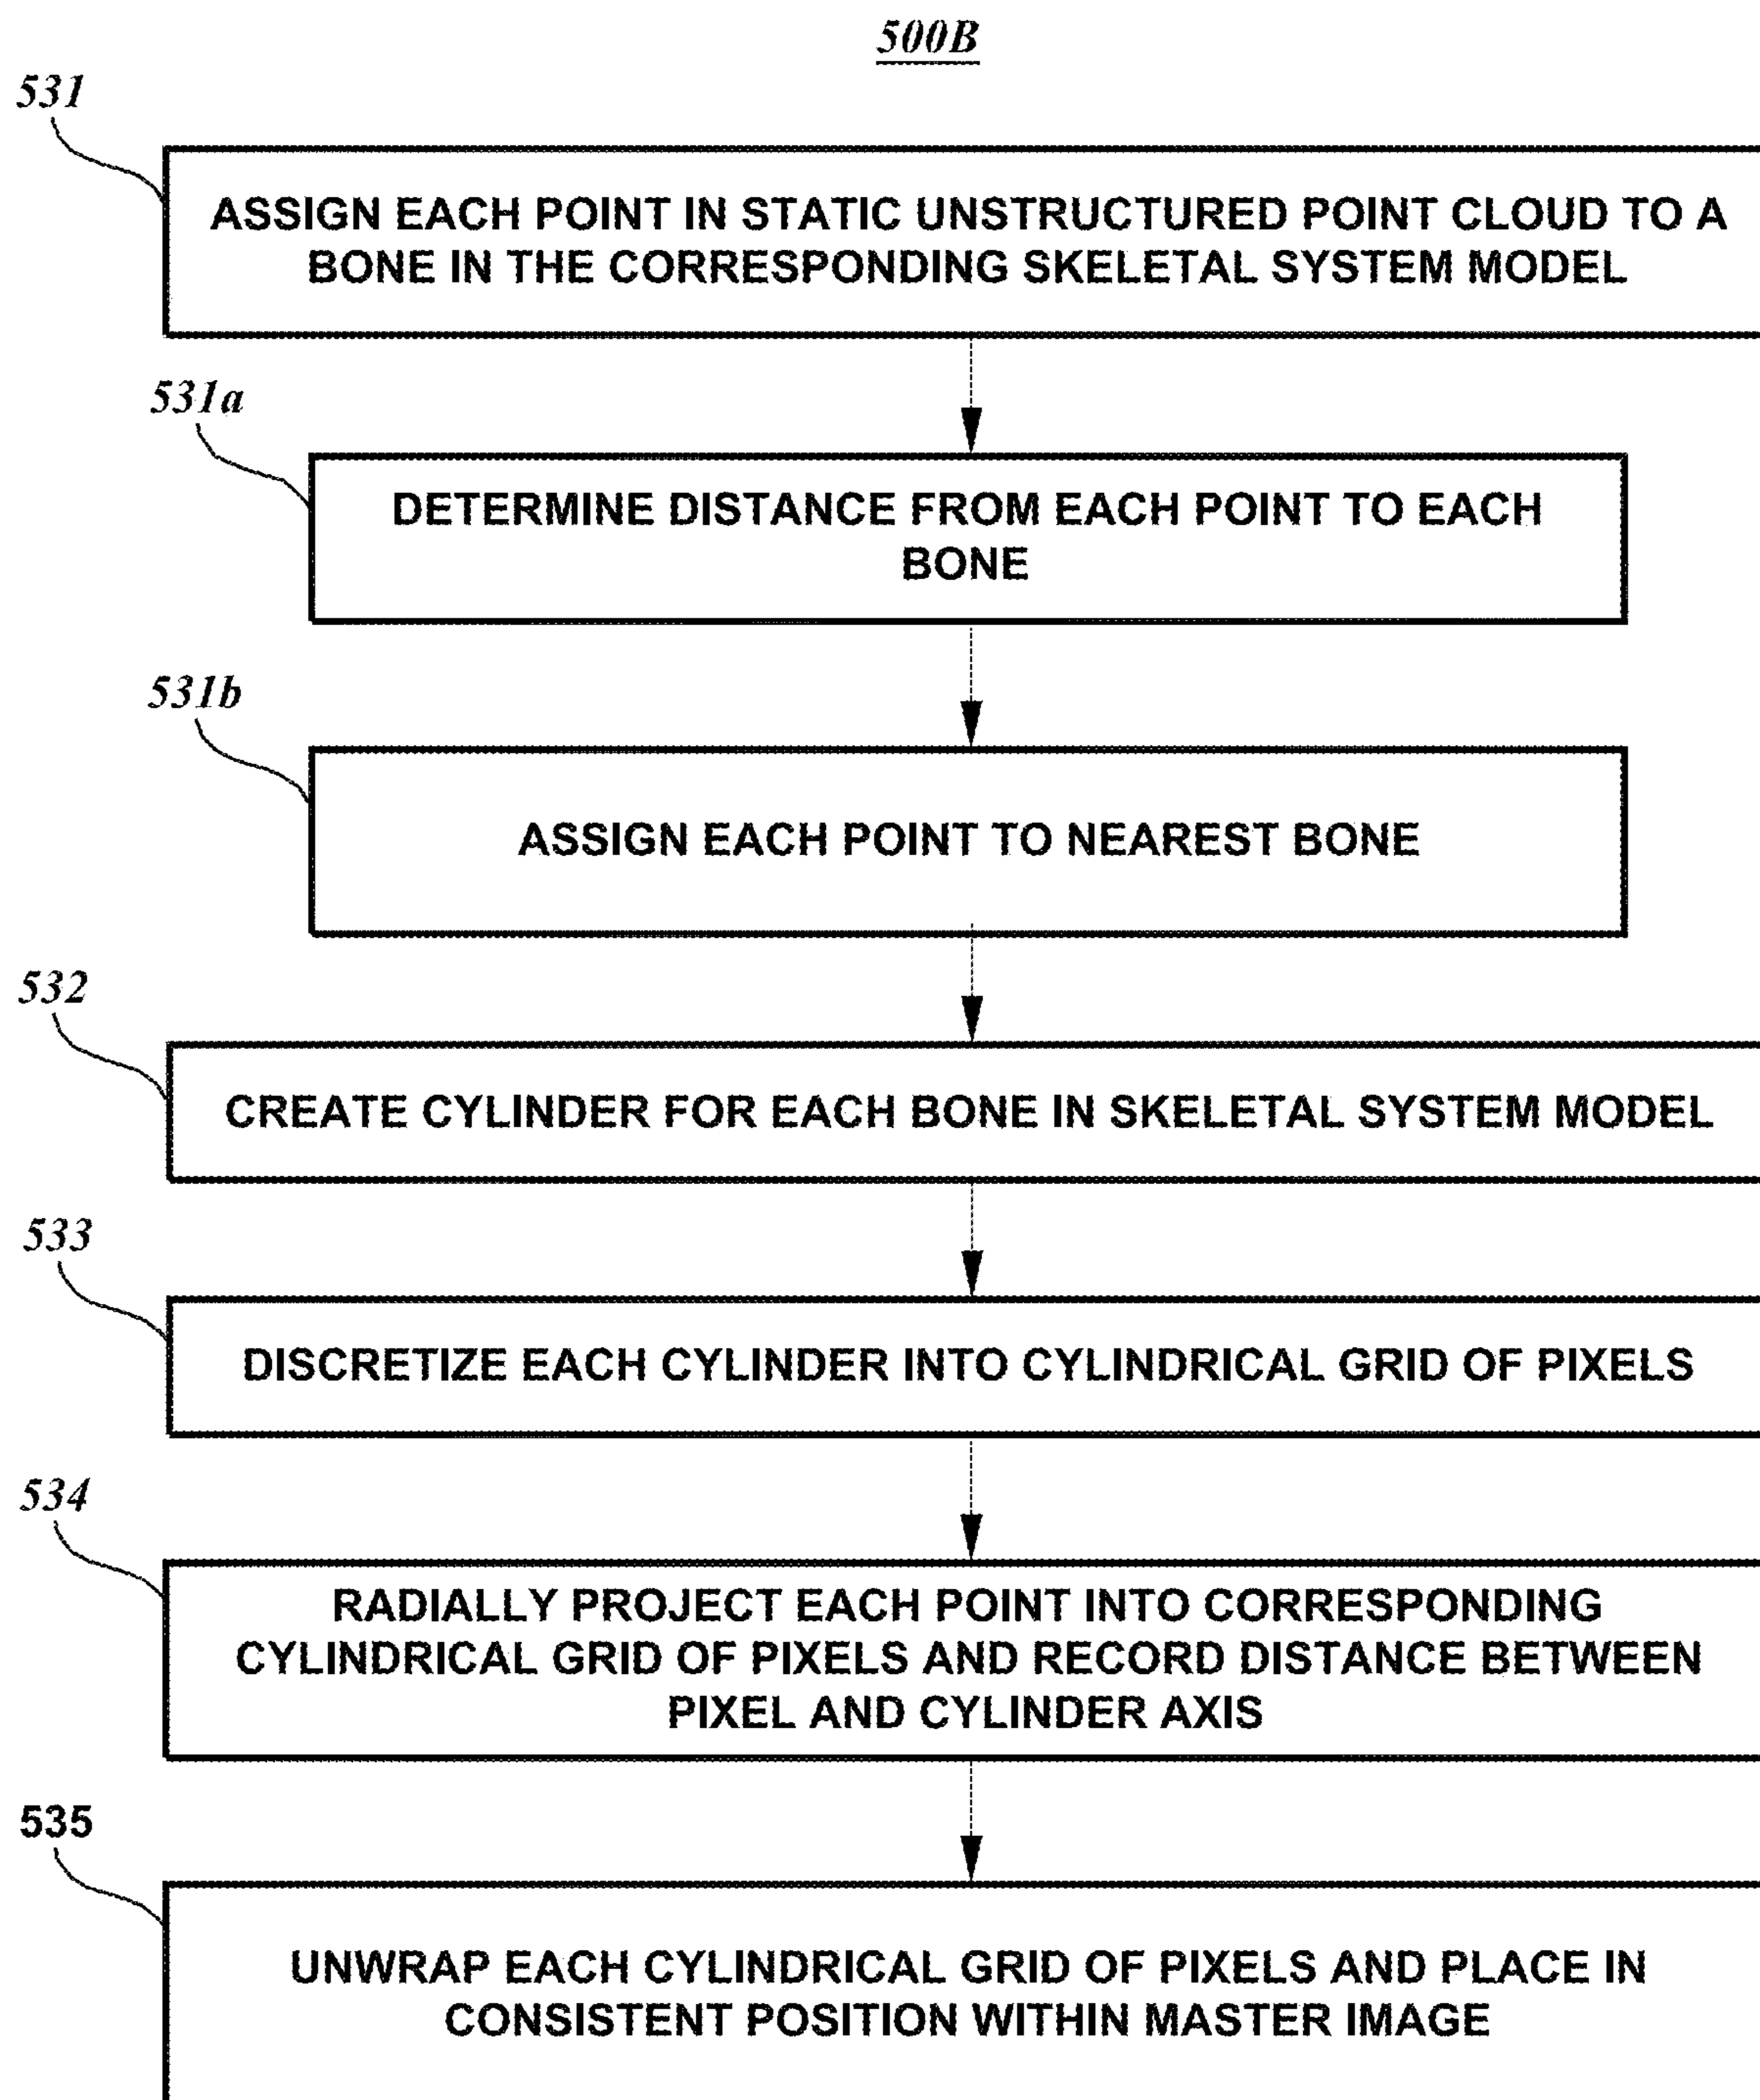 500B
531
ASSIGN EACH POINT IN STATIC UNSTRUCTURED POINT CLOUD TO A
BONE IN THE CORRESPONDING SKELETAL SYSTEM MODEL
531a
DETERMINE DISTANCE FROM EACH POINT TO EACH
BONE
531b
ASSIGN EACH POINT TO NEAREST BONE
532
CREATE CYLINDER FOR EACH BONE IN SKELETAL SYSTEM MODEL
533
DISCRETIZE EACH CYLINDER INTO CYLINDRICAL GRID OF PIXELS
534
RADIALLY PROJECT EACH POINT INTO CORRESPONDING
CYLINDRICAL GRID OF PIXELS AND RECORD DISTANCE BETWEEN
PIXEL AND CYLINDER AXIS
535
UNWRAP EACH CYLINDRICAL GRID OF PIXELS AND PLACE IN
CONSISTENT POSITION WITHIN MASTER IMAGE